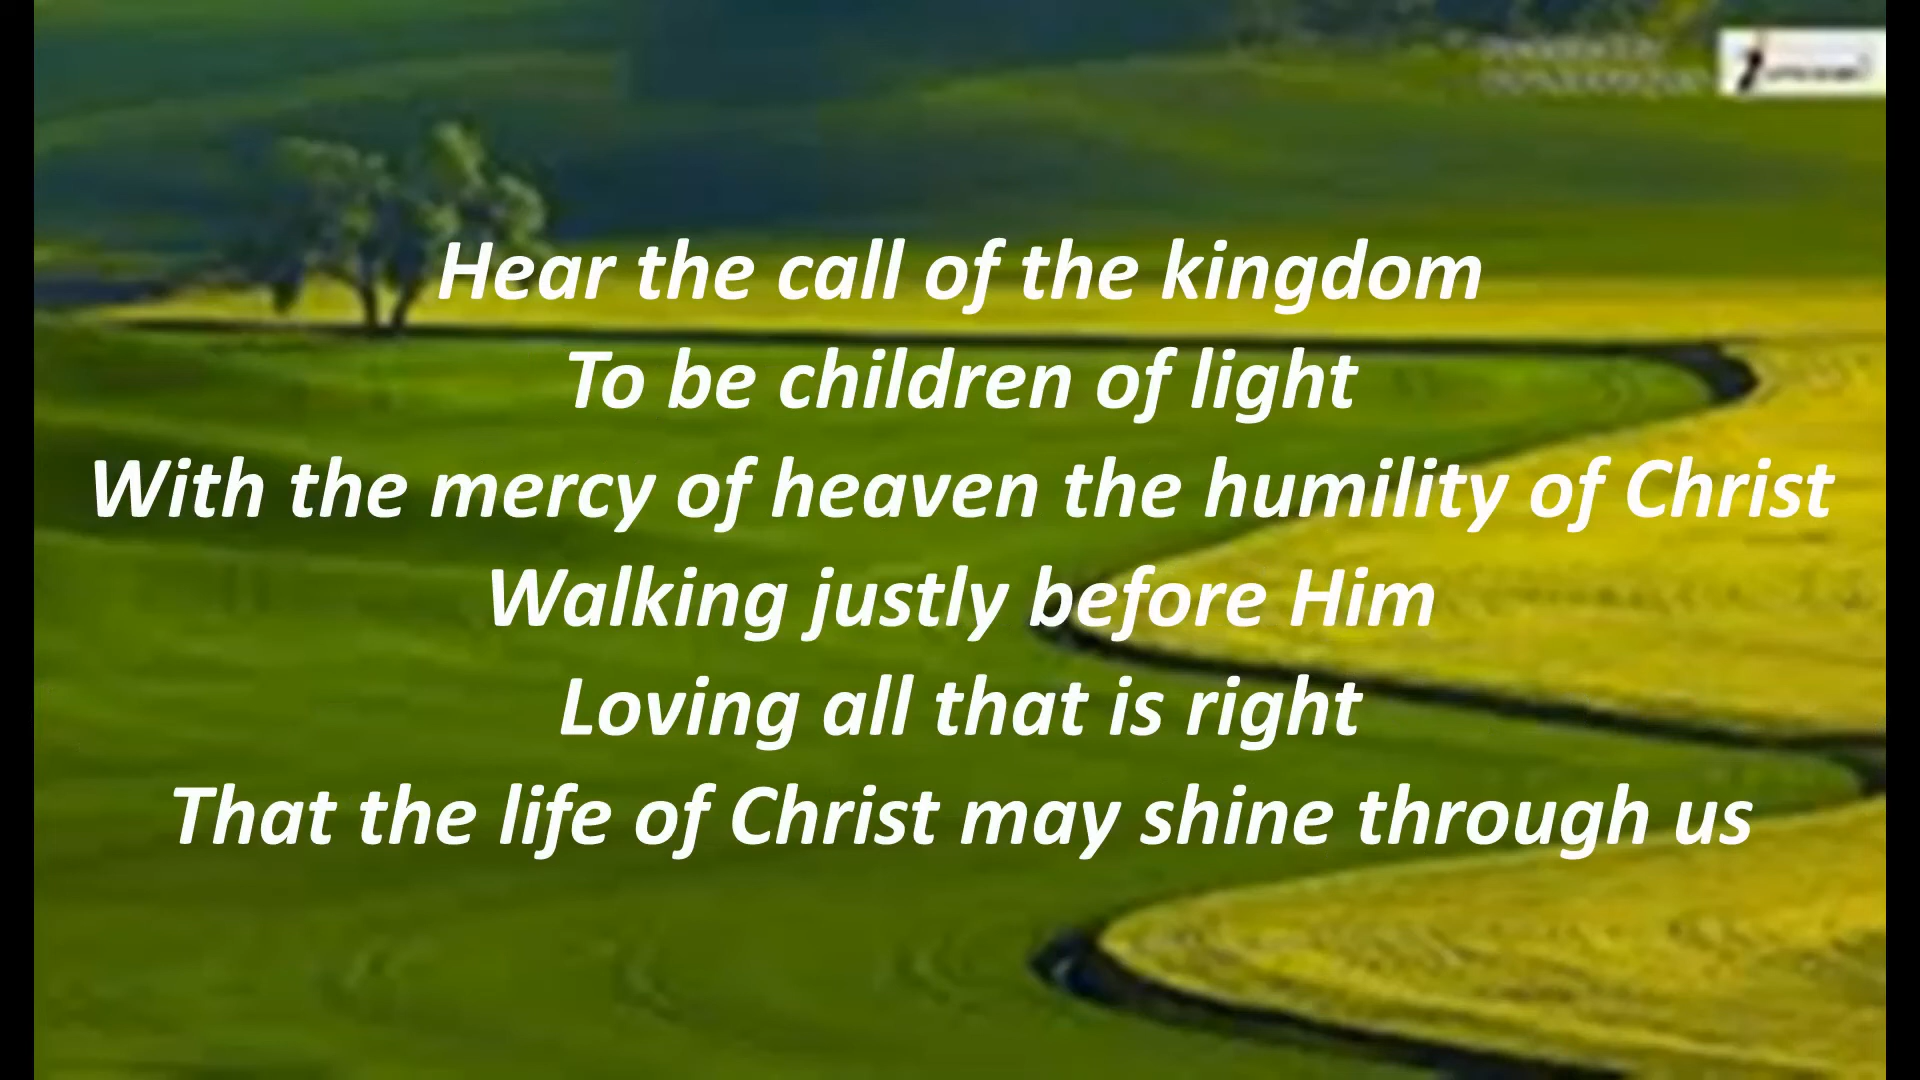 Hear the call of the kingdom
To be children of light
With the mercy of heaven the humility of Christ
Walking justly before Him
Loving all that is right
That the life of Christ may shine through us